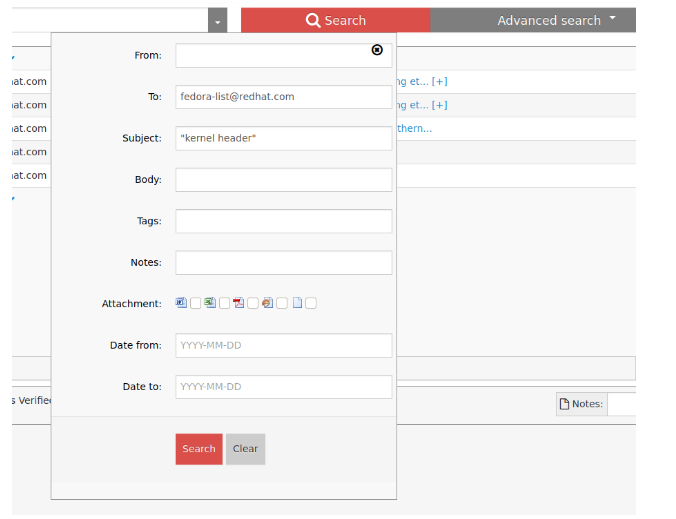 Search
Advanced search
From:
hat.com
ng et... [+]
To: fedora-list@redhat.com
hat.com
ng et... [+]
hat.com
Subject: "kernel header"
thern...
hat.com
hat.com
Body:
Tags:
Notes:
Attachment:
Date from: YYYY-MM-DD
Date to: YYYY-MM-DD
s Verifie
Notes:
Search Clear